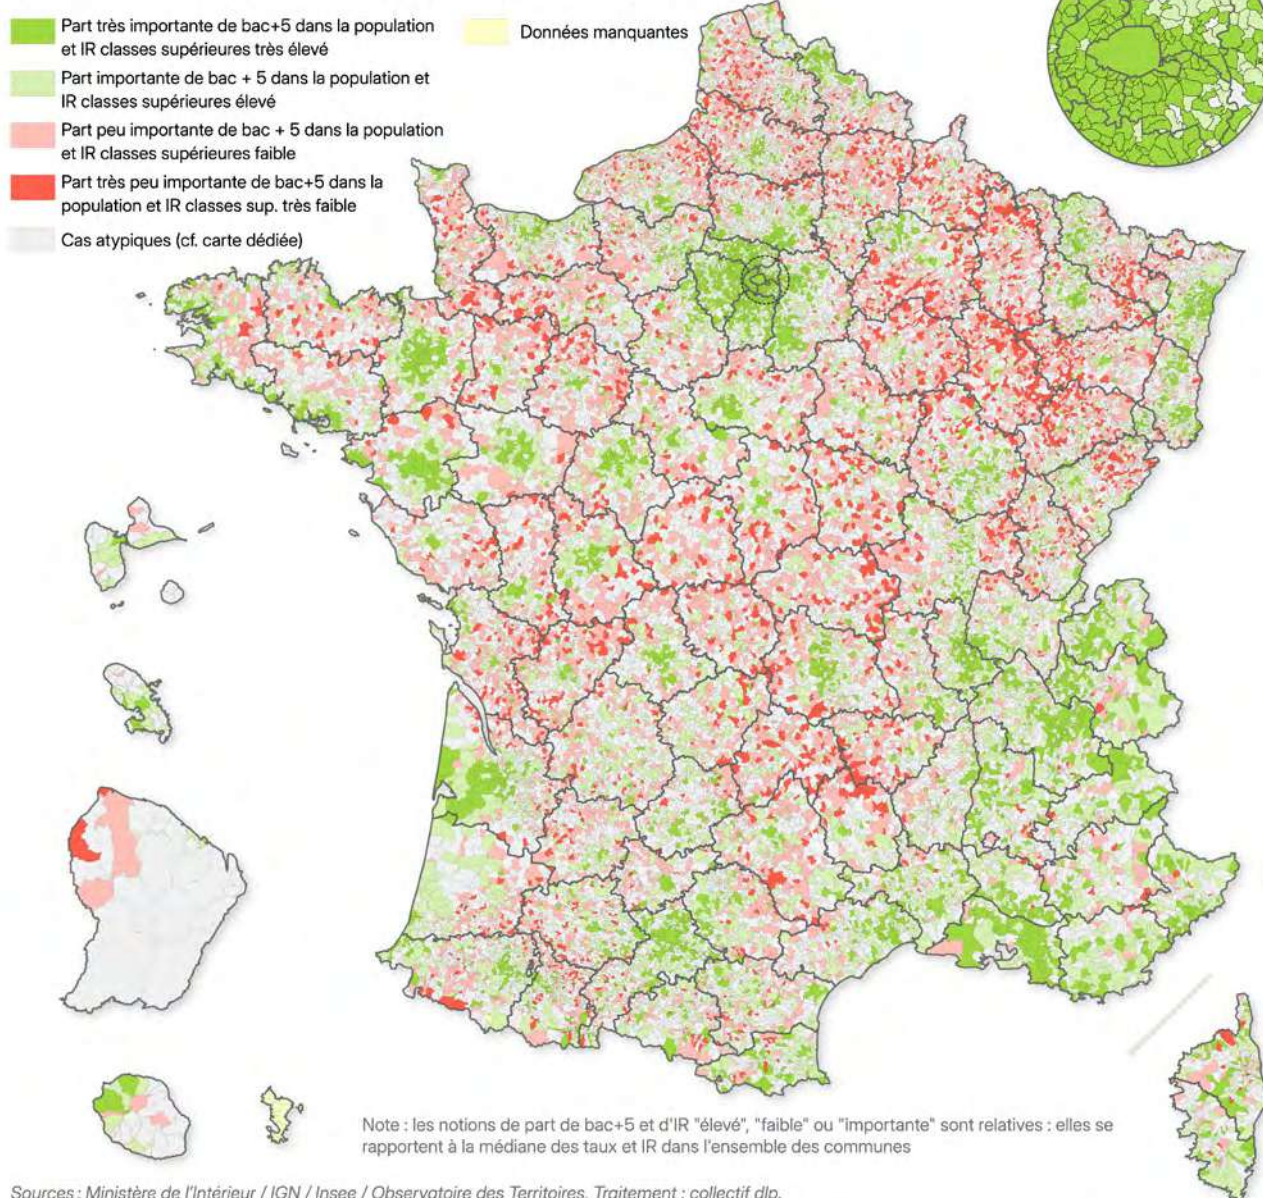 Part très importante de bac+5 dans la population
et IR classes supérieures très élevé
Données manquantes
Part importante de bac + 5 dans la population et
IR classes supérieures élevé
Part peu importante de bac + 5 dans la population
et IR classes supérieures faible
Part très peu importante de bac+5 dans la
population et IR classes sup. très faible
Cas atypiques (cf. carte dédiée)
Note : les notions de part de bac+5 et d'IR "élevé", "faible" ou "importante" sont relatives : elles se
rapportent à la médiane des taux et IR dans l'ensemble des communes
Sources : Ministère de l'Intérieur / IGN / Insee / Observatoire des Territoires. Traitement : collectif dlp.